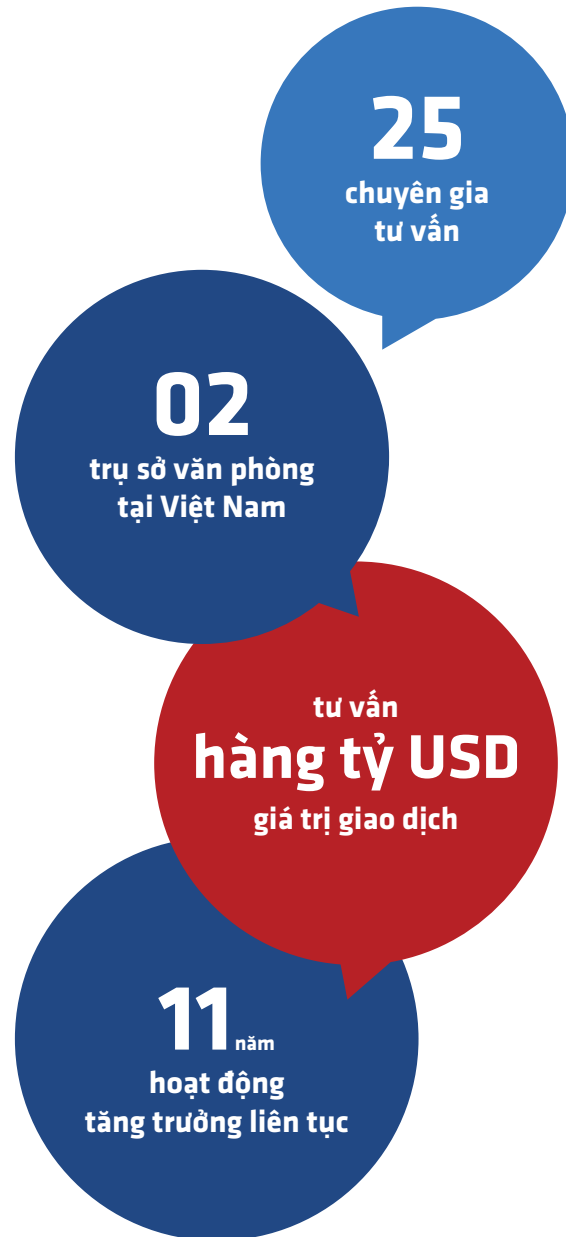 25
chuyên gia
tư vấn
02
trụ sở văn phòng
tại Việt Nam
tư vấn
hàng tỷ USD
giá trị giao dịch
11 năm
hoạt động
tăng trưởng liên tục